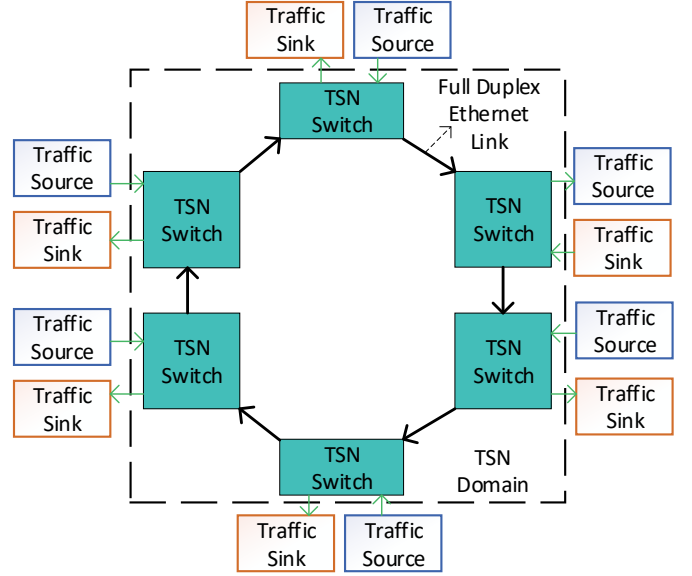 Traffic
Sink
Traffic
Source
Full Duplex
Ethernet
Link
TSN
Switch
Traffic
Source
Traffic
Sink
TSN
Switch
TSN
Switch
Traffic
Source
Traffic
Sink
Traffic
Source
Traffic
Sink
TSN
Switch
TSN
Switch
Traffic
Source
Traffic
Sink
TSN
Switch
TSN
Domain
Traffic
Sink
Traffic
Source